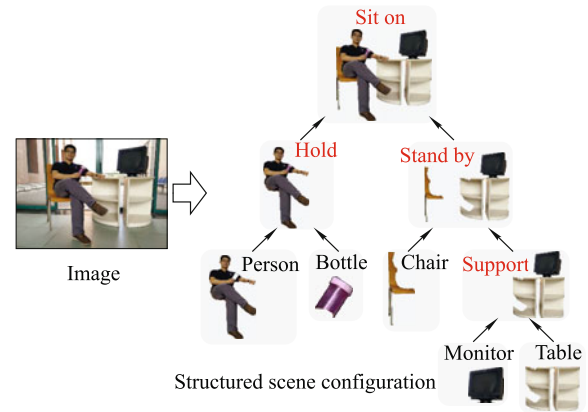 Sit on
Hold
Stand by
Person
Bottle
Chair
Support
Image
Monitor
Table
Structured scene configuration